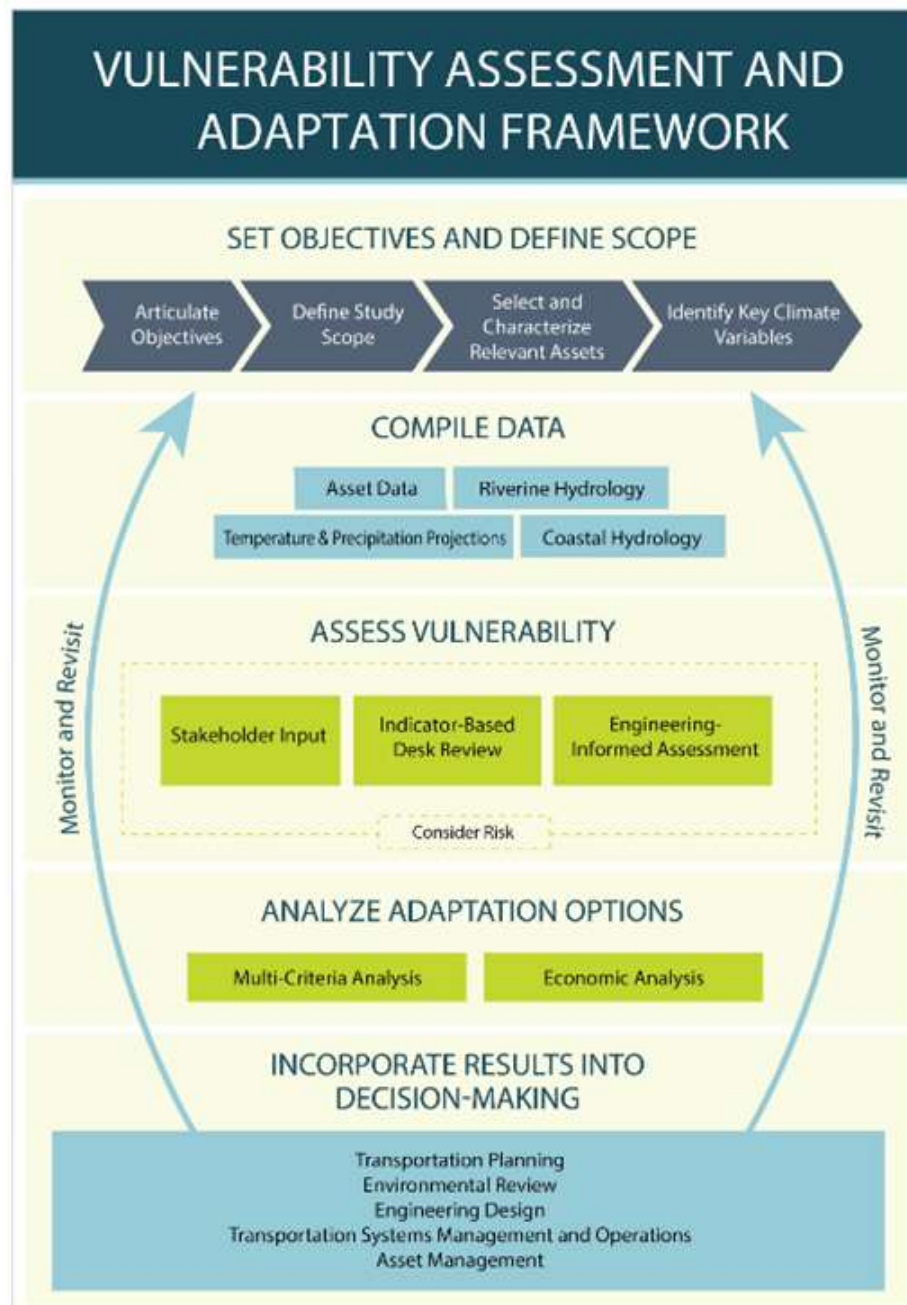 VULNERABILITY ASSESSMENT AND
ADAPTATION FRAMEWORK
SET OBJECTIVES AND DEFINE SCOPE
Articulate
Objectives
Define Study
Scope
Select and
Characterize
Relevant Assets
Identify Key Climate
Variables
COMPILE DATA
Asset Data
Riverine Hydrology
Temperature & Precipitation Projections
Coastal Hydrology
ASSESS VULNERABILITY
Stakeholder Input
Indicator-Based
Desk Review
Engineering-
Informed Assessment
Consider Risk
Monitor and Revisit
Monitor and Revisit
ANALYZE ADAPTATION OPTIONS
Multi-Criteria Analysis
Economic Analysis
INCORPORATE RESULTS INTO
DECISION-MAKING
Transportation Planning
Environmental Review
Engineering Design
Transportation Systems Management and Operations
Asset Management